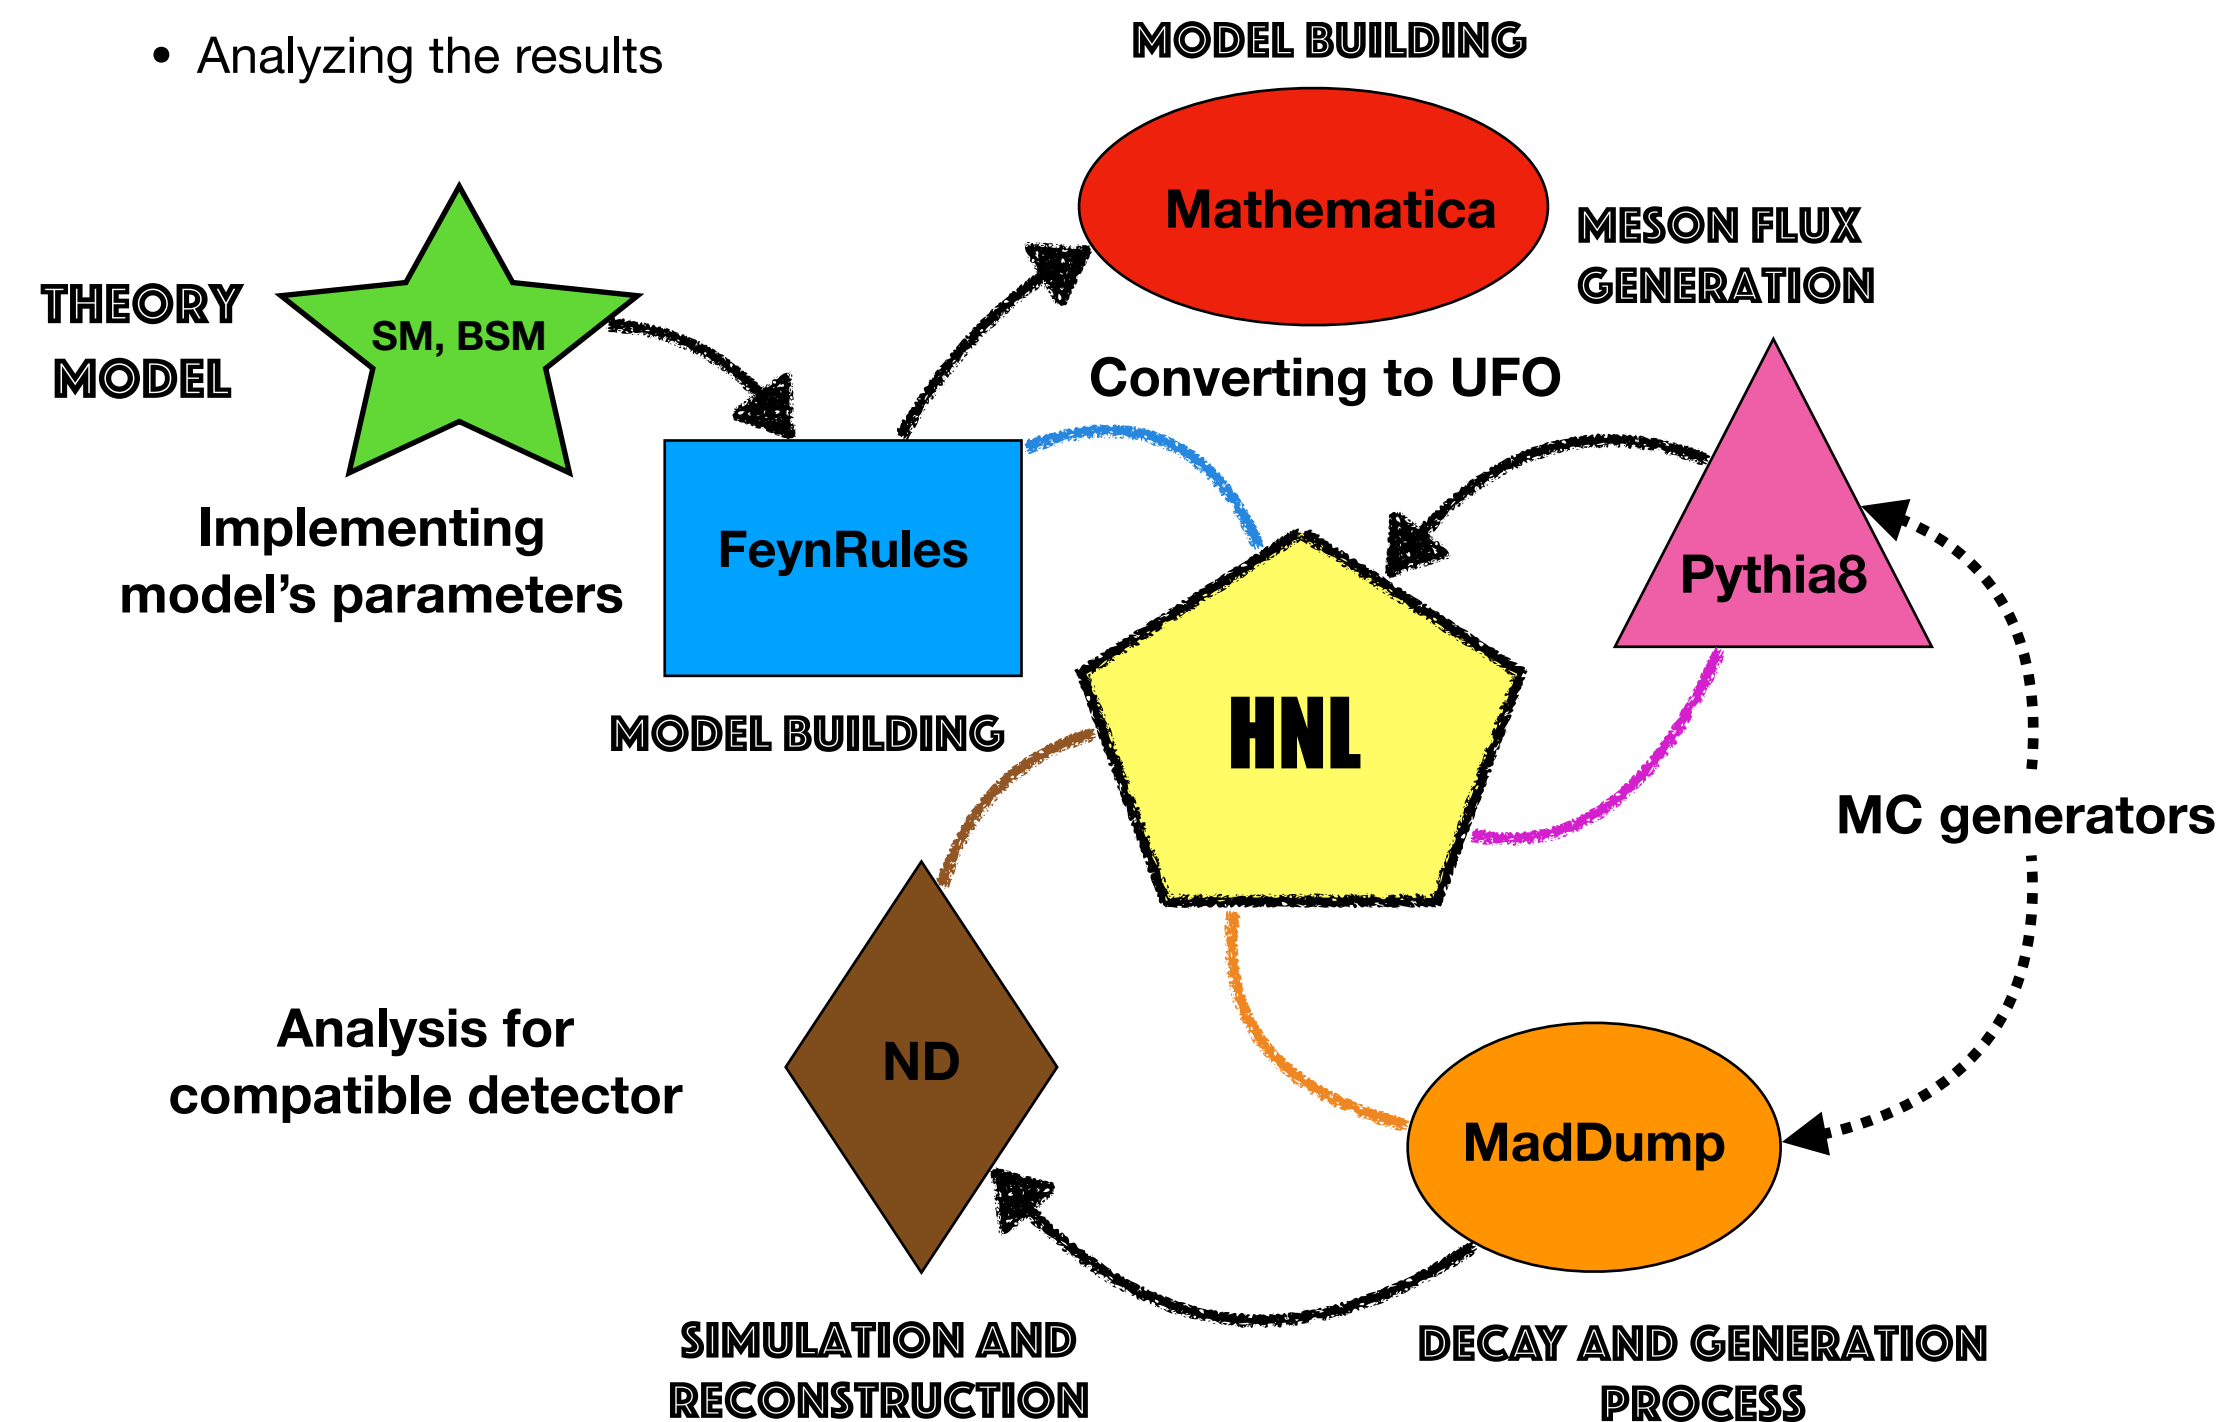 • Analyzing the results
MODEL BUILDING
Mathematica
MESON FLUX
GENERATION
THEORY
MODEL
SM, BSM
Converting to UFO
Implementing
model's parameters
FeynRules
Pythia8
MODEL BUILDING
HNL
MC generators
Analysis for
compatible detector
ND
MadDump
SIMULATION AND
RECONSTRUCTION
DECAY AND GENERATION
PROCESS